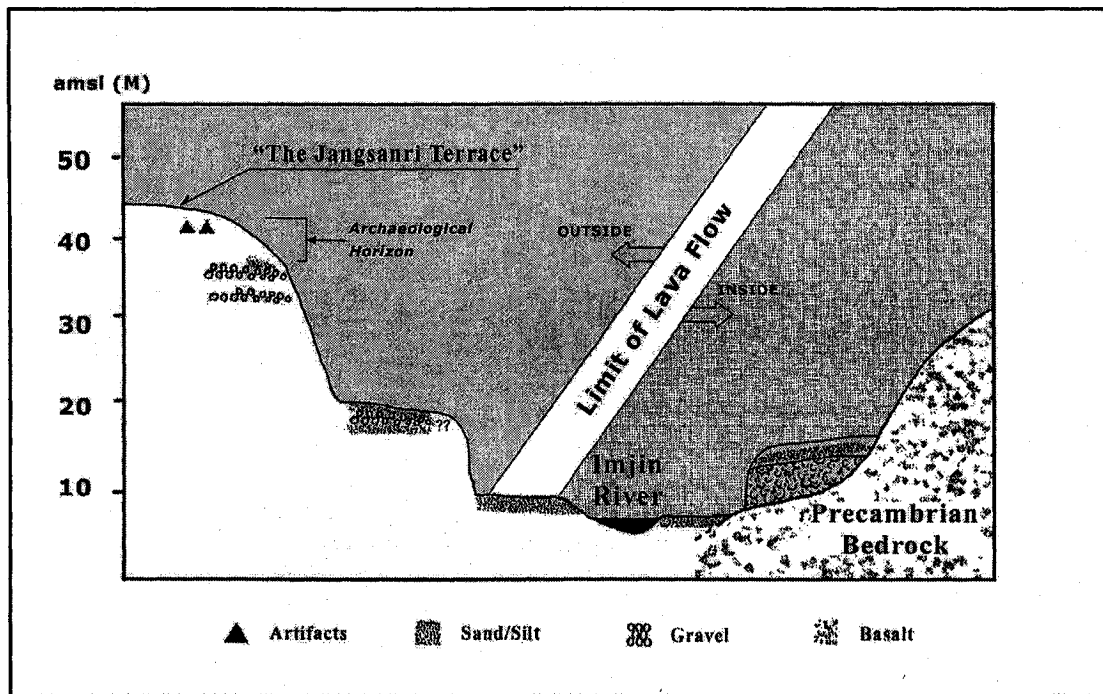 amsl (M)
50
40
30
20
10
"The Jangsanri Terrace"
Archaeological
Horizon
OUTSIDE
INSIDE
Limit of Lava Flow
??
Imjin
River
Precambrian
Bedrock
Artifacts
Sand/Silt
Gravel
Basalt